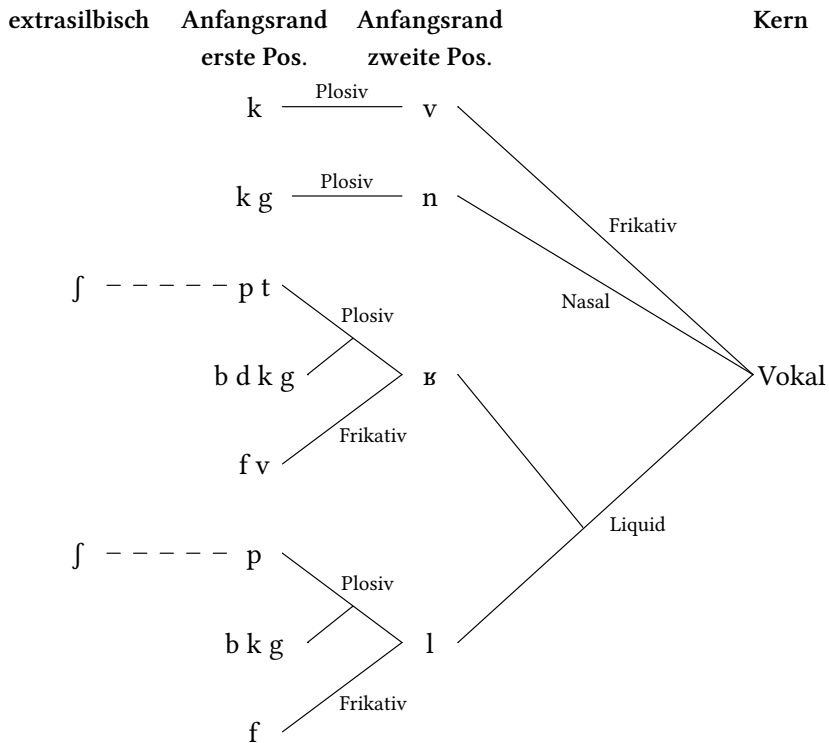 extrasilbisch Anfangsrand Anfangsrand Kern
erste Pos. zweite Pos.
k Plosiv v
k g Plosiv n
Frikativ
ʃ p t
Nasal
Plosiv
b d k g ʁ Vokal
Frikativ
f v
Liquid
ʃ p
Plosiv
b k g l
Frikativ
f